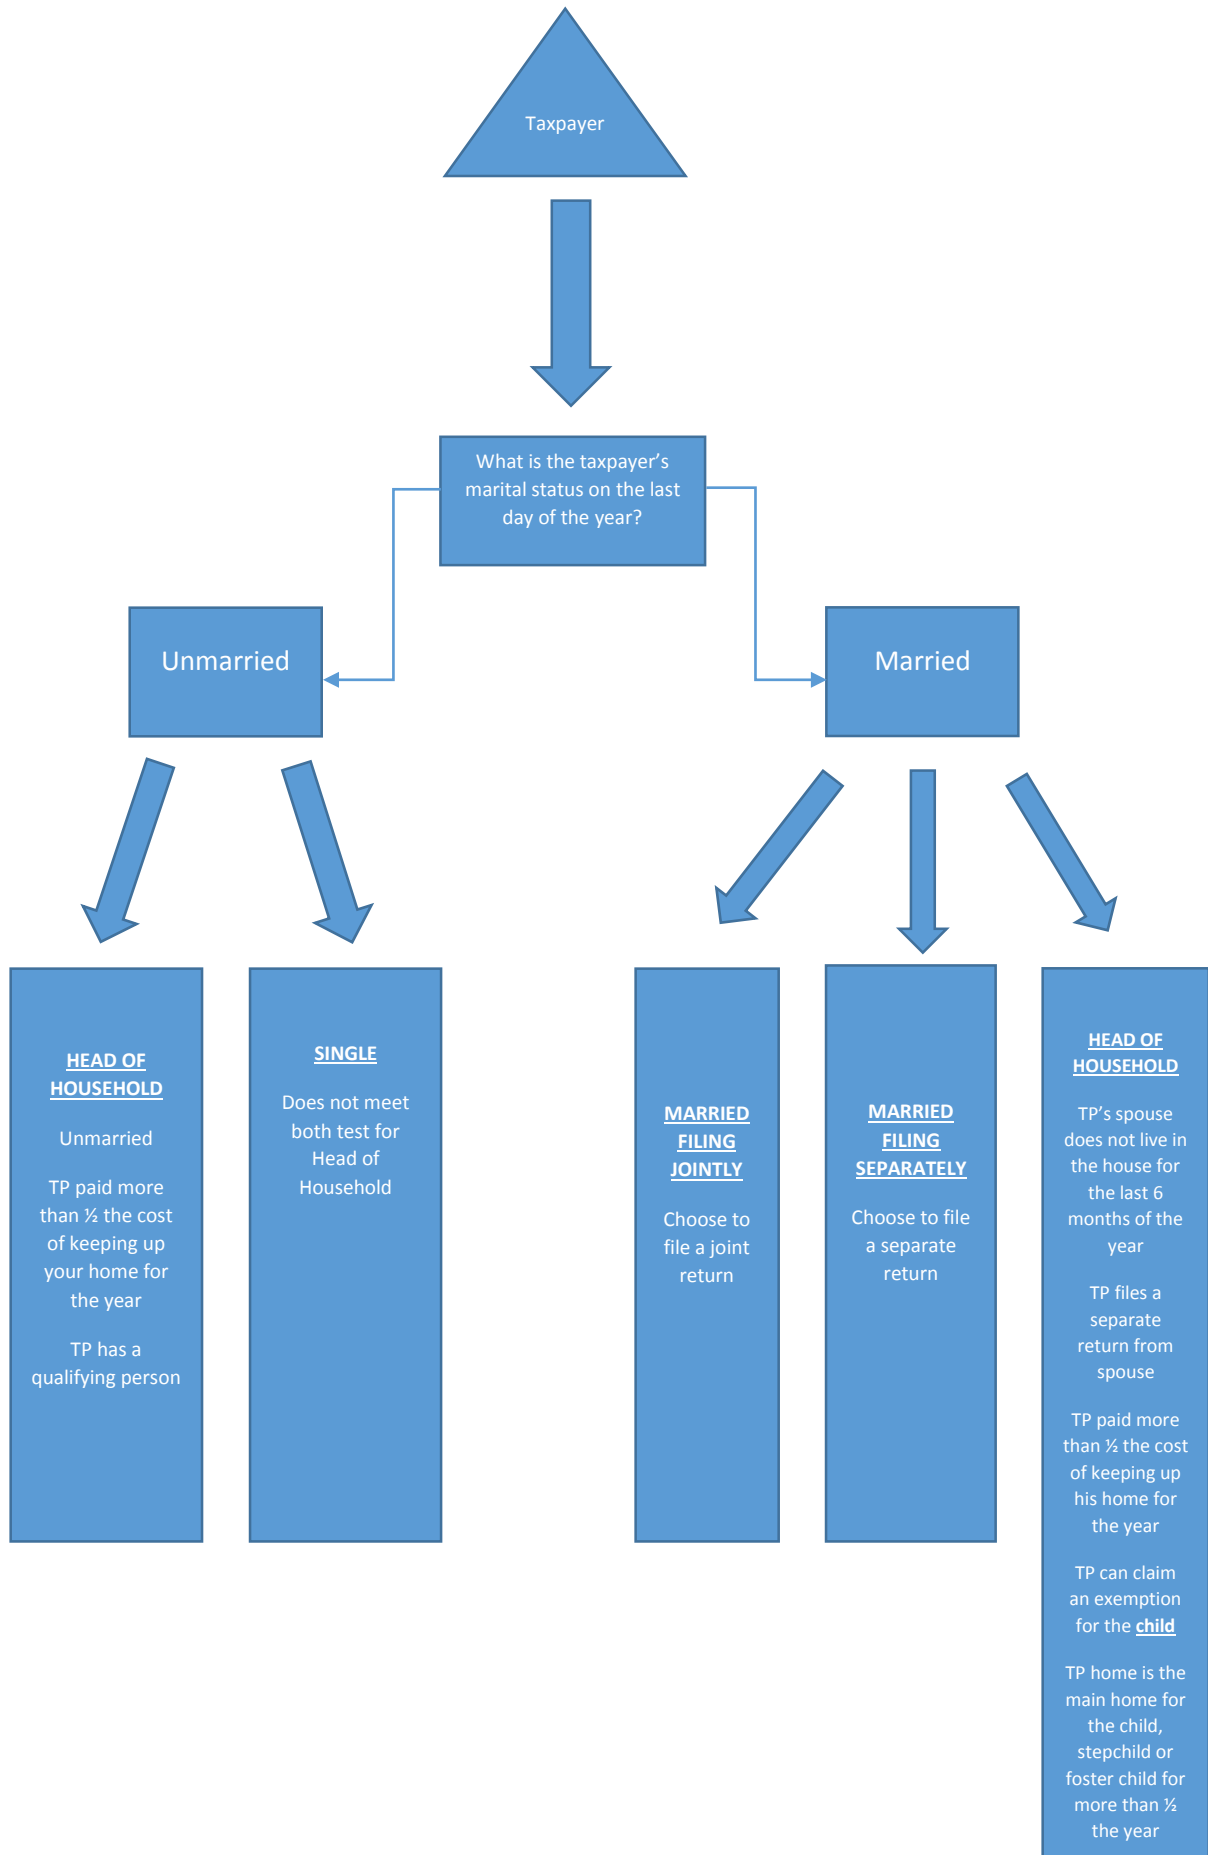 Taxpayer
What is the taxpayer’s
marital status on the last
day of the year?
Unmarried
Married
HEAD OF
HOUSEHOLD
Unmarried
TP paid more
than ½ the cost
of keeping up
your home for
the year
TP has a
qualifying person
SINGLE
Does not meet
both test for
Head of
Household
MARRIED
FILING
JOINTLY
Choose to
file a joint
return
MARRIED
FILING
SEPARATELY
Choose to file
a separate
return
HEAD OF
HOUSEHOLD
TP’s spouse
does not live in
the house for
the last 6
months of the
year
TP files a
separate
return from
spouse
TP paid more
than ½ the cost
of keeping up
his home for
the year
TP can claim
an exemption
for the child
TP home is the
main home for
the child,
stepchild or
foster child for
more than ½
the year